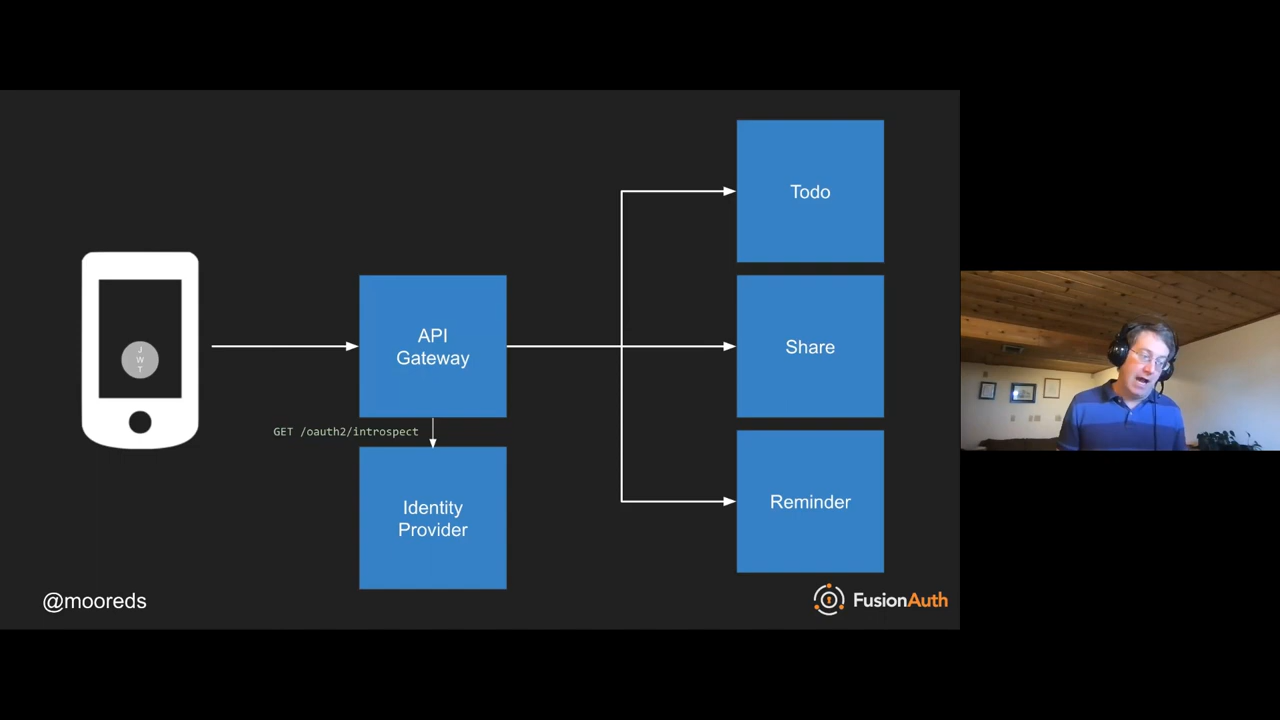 Todo
API
Gateway
Share
J
W
T
GET /oauth2/introspect
Identity
Provider
Reminder
@mooreds
FusionAuth